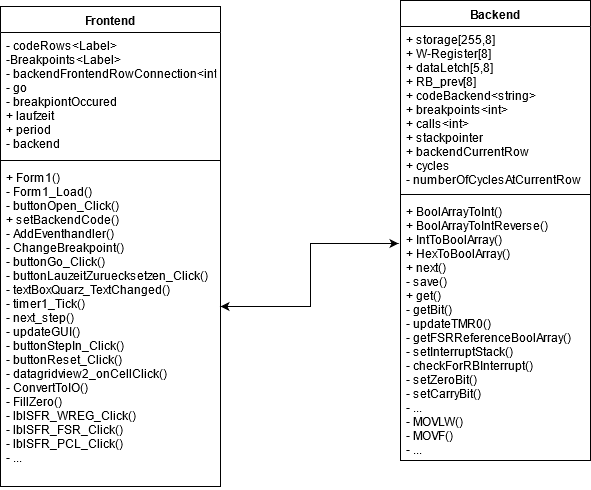 Frontend
- codeRows<Label>
-Breakpoints<Label>
- backendFrontendRowConnection<int
- go
- breakpiontOccured
+ laufzeit
+ period
- backend
+ Form1()
- Form1_Load()
- buttonOpen_Click()
+ setBackendCode()
- AddEventhandler()
- ChangeBreakpoint()
- buttonGo_Click()
- buttonLauzeitZuruecksetzen_Click()
- textBoxQuarz_TextChanged()
- timer1_Tick()
- next_step()
- updateGUI()
- buttonStepIn_Click()
- buttonReset_Click()
- datagridview2_onCellClick()
- ConvertToIO()
- FillZero()
- lblSFR_WREG_Click()
- lblSFR_FSR_Click()
- lblSFR_PCL_Click()
- ...
Backend
+ storage[255,8]
+ W-Register[8]
+ dataLetch[5,8]
+ RB_prev[8]
+ codeBackend<string>
+ breakpoints<int>
+ calls<int>
+ stackpointer
+ backendCurrentRow
+ cycles
- numberOfCyclesAtCurrentRow
+ BoolArrayToInt()
+ BoolArrayToIntReverse()
+ IntToBoolArray()
+ HexToBoolArray()
+ next()
- save()
+ get()
- getBit()
- updateTMR0()
- getFSRReferenceBoolArray()
- setInterruptStack()
- checkForRBInterrupt()
- setZeroBit()
- setCarryBit()
- ...
- MOVLW()
- MOVF()
- ...